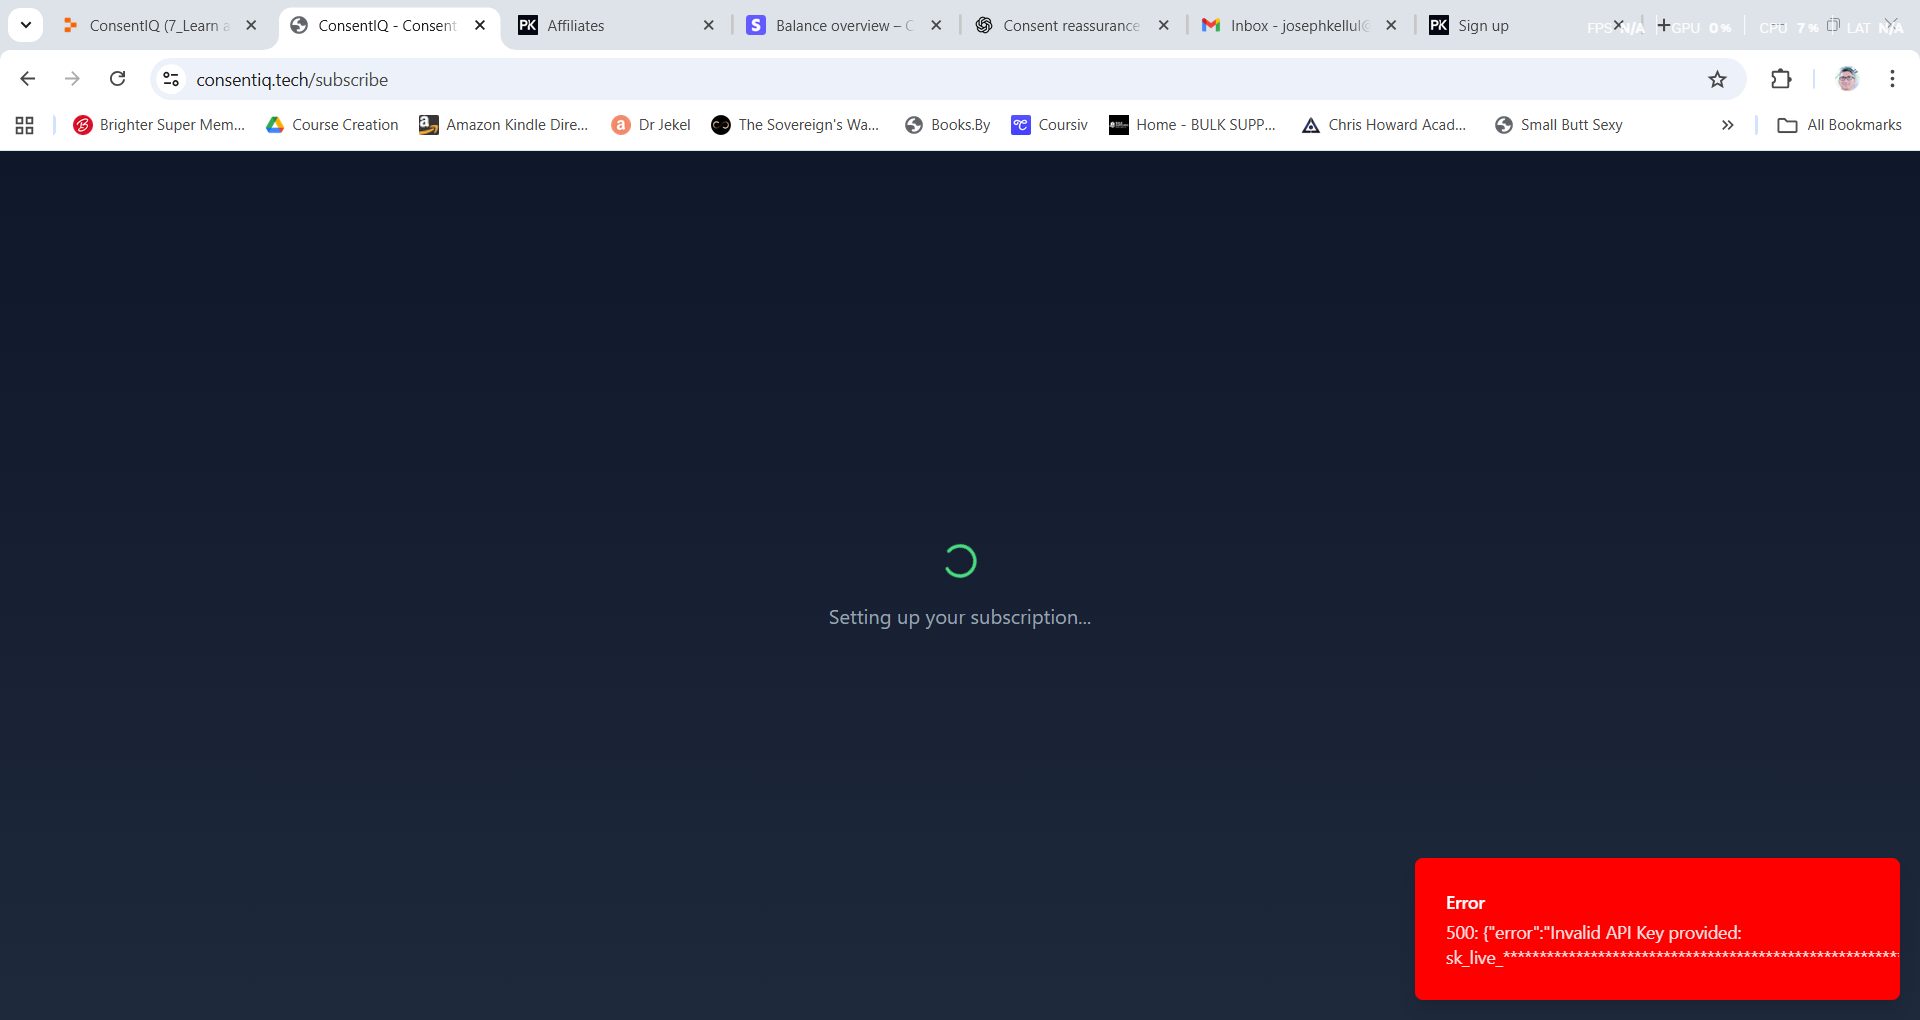 ConsentIQ (7_Learn a
ConsentIQ - Consent
PK Affiliates
S Balance overview – C
Consent reassurance
Inbox - josephkellul@
PK Sign up
FPS N/A GPU 0% CPU 7% LAT N/A
consentiq.tech/subscribe
Brighter Super Mem...
Course Creation
Amazon Kindle Dire...
Dr Jekel
The Sovereign's Wa...
Books.By
Coursiv
Home - BULK SUPP...
Chris Howard Acad...
Small Butt Sexy
All Bookmarks
Setting up your subscription...
Error
500: {"error":"Invalid API Key provided:
sk_live_******************************************************